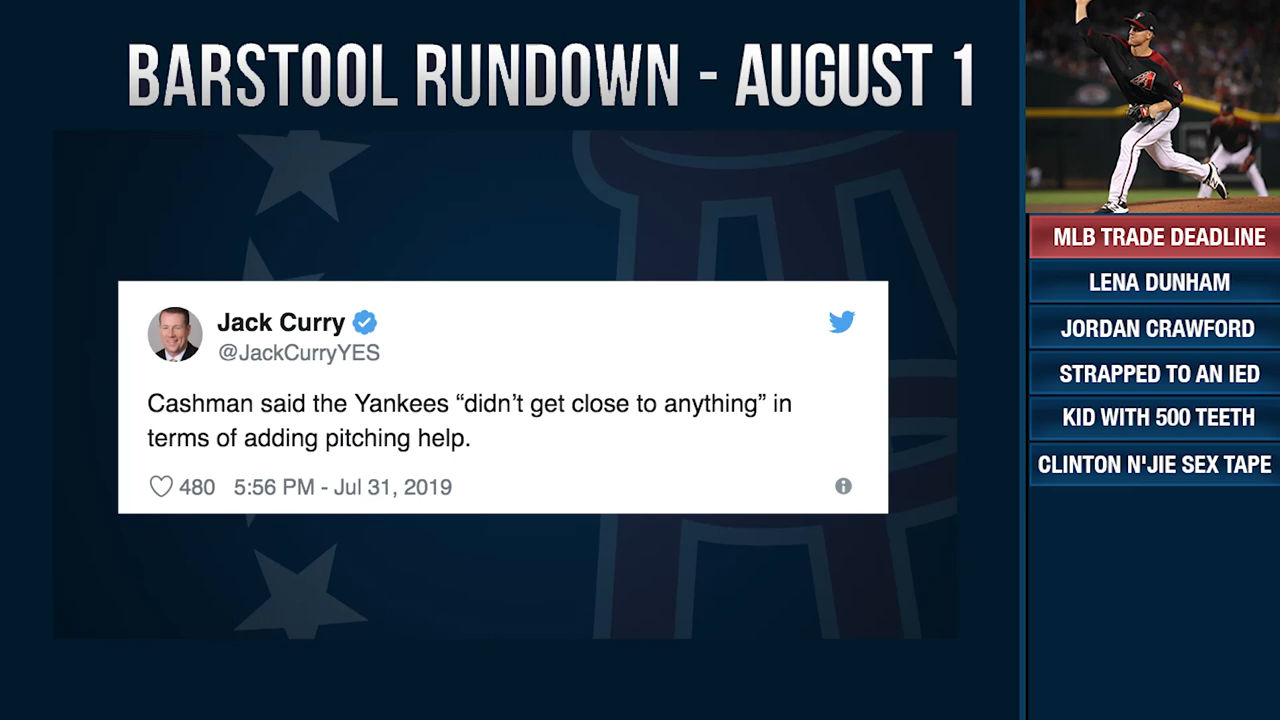 BARSTOOL RUNDOWN - AUGUST 1
Jack Curry
@JackCurryYES
Cashman said the Yankees “didn’t get close to anything” in
terms of adding pitching help.
480 5:56 PM - Jul 31, 2019
MLB TRADE DEADLINE
LENA DUNHAM
JORDAN CRAWFORD
STRAPPED TO AN IED
KID WITH 500 TEETH
CLINTON N'JIE SEX TAPE